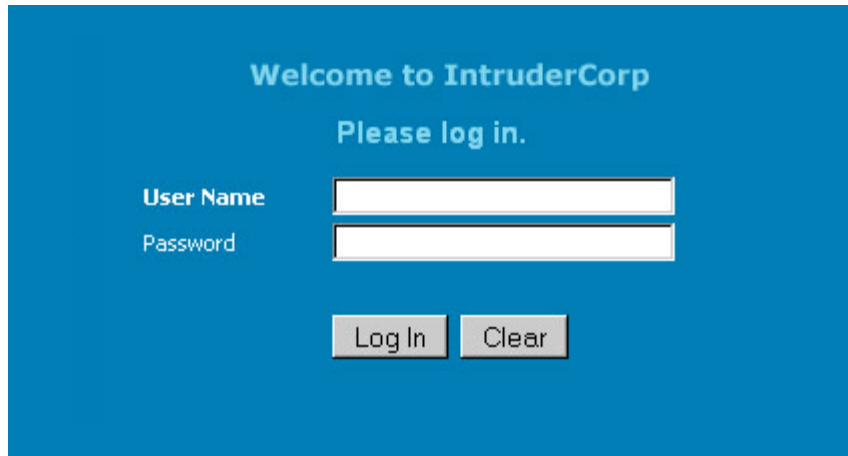 Welcome to IntruderCorp
Please log in.
User Name
Password
Log In Clear